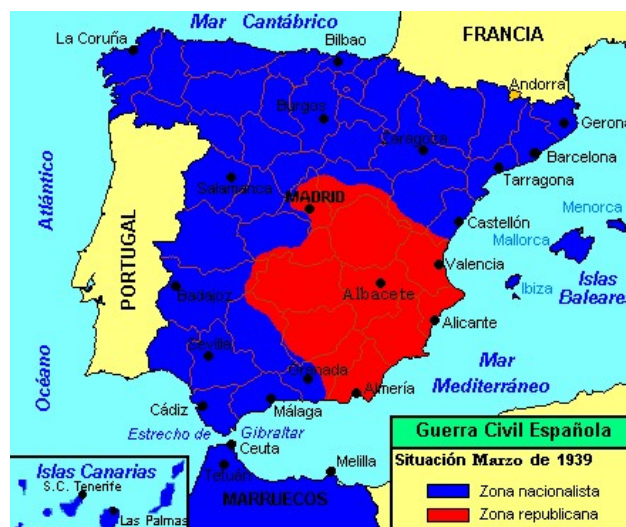 Mar Cantábrico
La Coruña
Bilbao
FRANCIA
Andorra
Burgos
Gerona
Zaragoza
Barcelona
Salamanca
Tarragona
MADRID
Atlántico
Castellón
Menorca
Mallorca
PORTUGAL
Valencia
Badajoz
Albacete
Ibiza
Islas
Baleares
Alicante
Sevilla
Océano
Granada
Mar
Mediterráneo
Almería
Cádiz
Málaga
Estrecho de Gibraltar
Guerra Civil Española
Ceuta
Situación Marzo de 1939
Islas Canarias
Tetuán
Melilla
S.C. Tenerife
Zona nacionalista
MARRUECOS
Zona republicana
Las Palmas